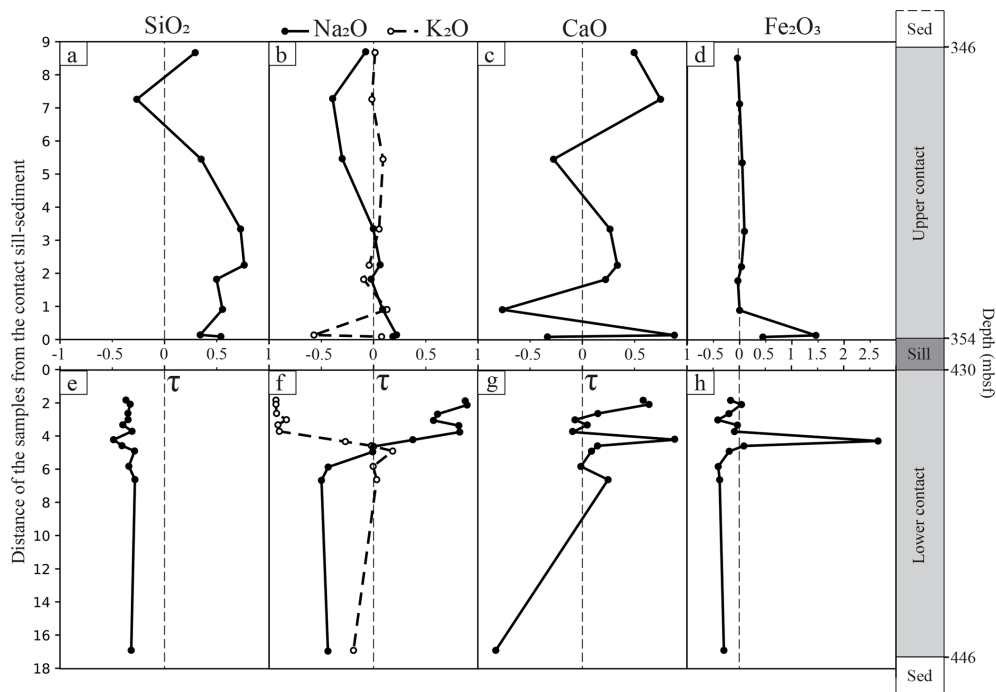 SiO₂ Na₂O K₂O CaO Fe₂O₃
Sed
346
a b c d
9
8
7
6
5
4
3
2
1
0
Distance of the samples from the contact sill-sediment
Upper contact
354
-1 -0.5 0 0.5 -1 -0.5 0 0.5 -1 -0.5 0 0.5 -1 -0.5 0 0.5 1 1.5 2 2.5
Sill
Depth (mbsf)
430
e τ f τ g τ h
0
2
4
6
8
10
12
14
16
18
Lower contact
446
Sed